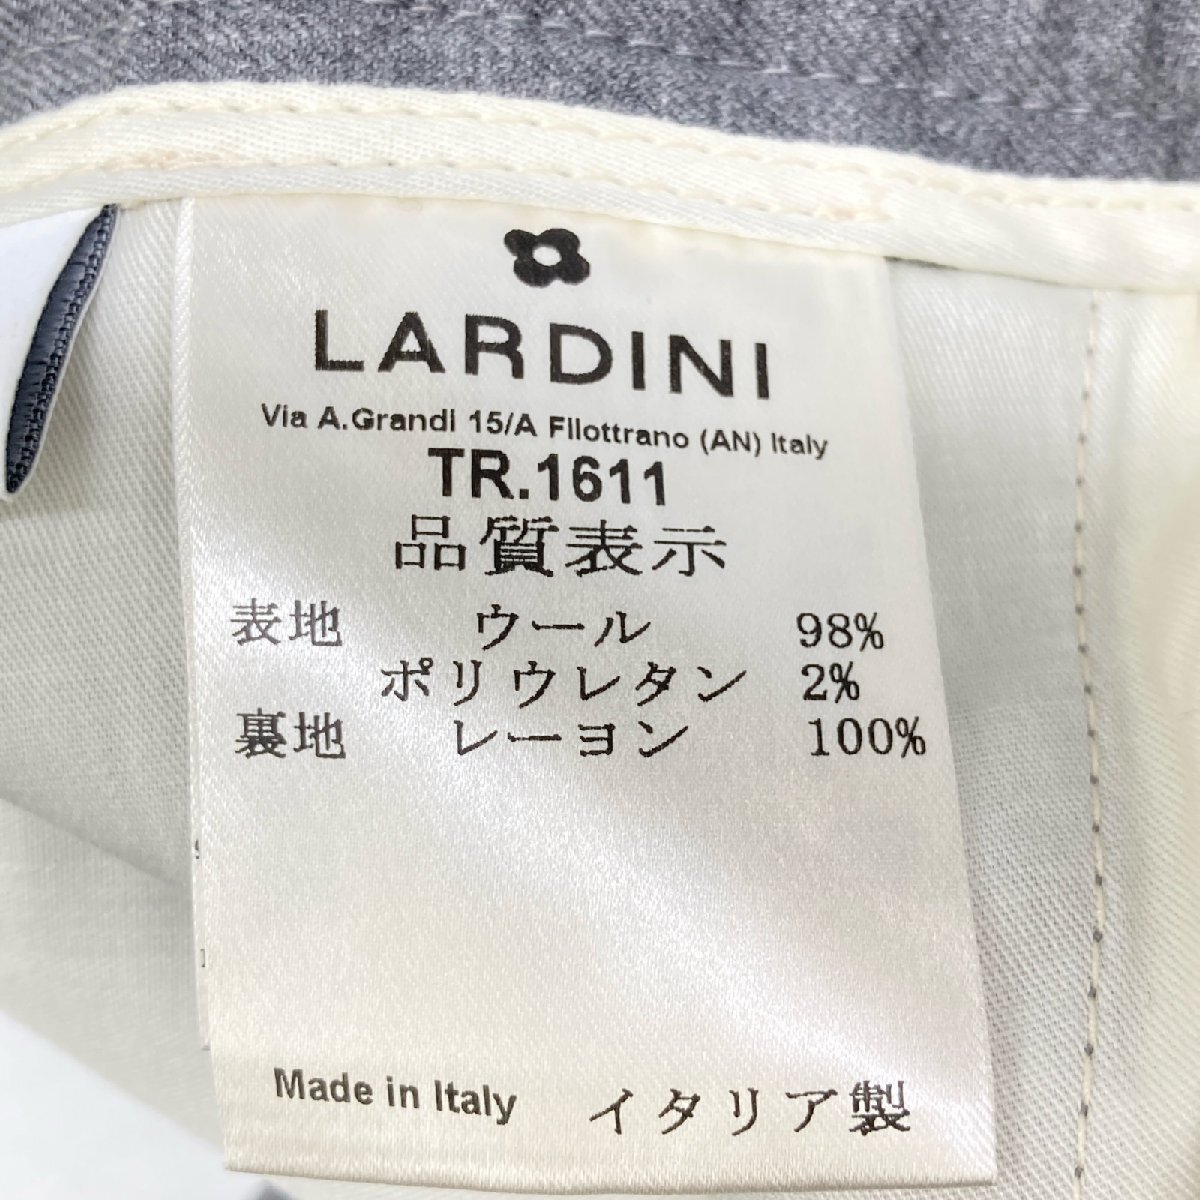 LARDINI
Via A.Grandi 15/A Filottrano (AN) Italy
TR.1611
品質表示
表地 ウール 98%
ポリウレタン 2%
裏地 レーヨン 100%
Made in Italy イタリア製